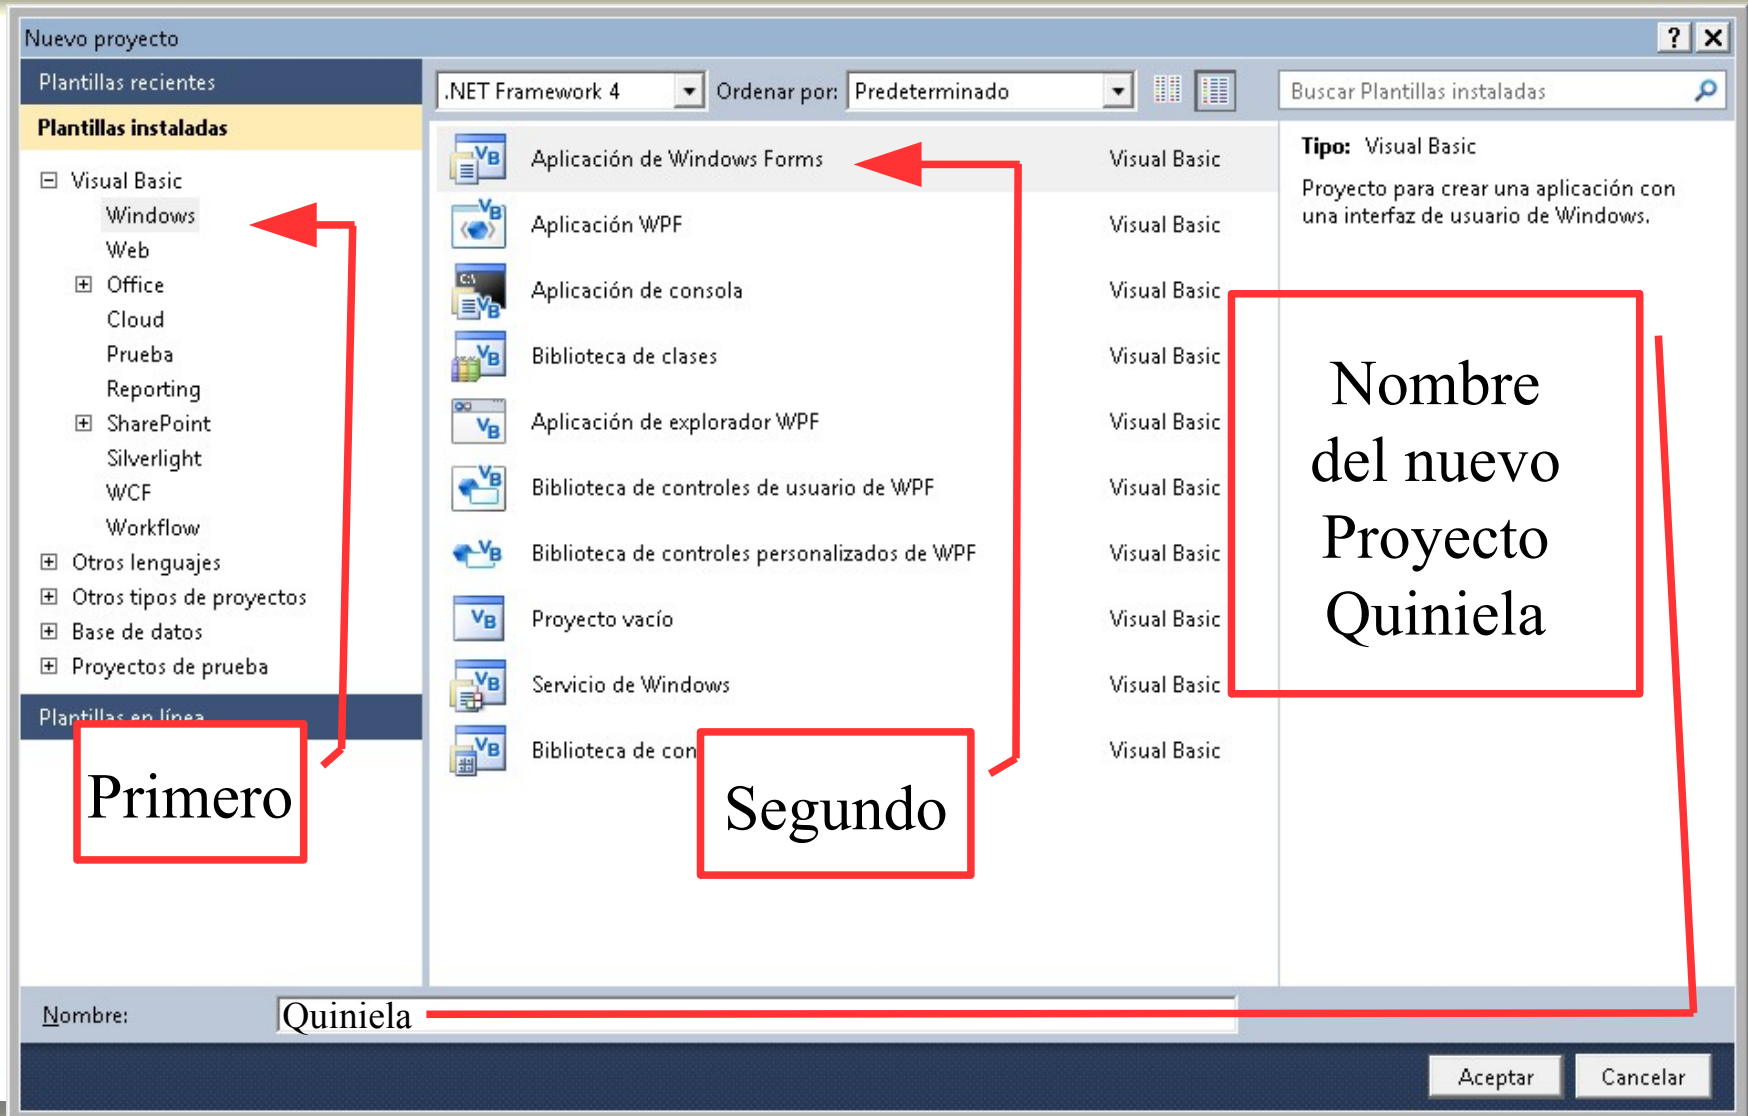 Nuevo proyecto
Plantillas recientes
.NET Framework 4
Ordenar por:
Predeterminado
Buscar Plantillas instaladas
Plantillas instaladas
Visual Basic
Windows
Web
Office
Cloud
Prueba
Reporting
SharePoint
Silverlight
WCF
Workflow
Otros lenguajes
Otros tipos de proyectos
Base de datos
Proyectos de prueba
Plantillas en línea
Primero
Aplicación de Windows Forms Visual Basic
Aplicación WPF Visual Basic
Aplicación de consola Visual Basic
Biblioteca de clases Visual Basic
Aplicación de explorador WPF Visual Basic
Biblioteca de controles de usuario de WPF Visual Basic
Biblioteca de controles personalizados de WPF Visual Basic
Proyecto vacío Visual Basic
Servicio de Windows Visual Basic
Biblioteca de con Visual Basic
Segundo
Tipo: Visual Basic
Proyecto para crear una aplicación con
una interfaz de usuario de Windows.
Nombre
del nuevo
Proyecto
Quiniela
Nombre:
Quiniela
Aceptar
Cancelar